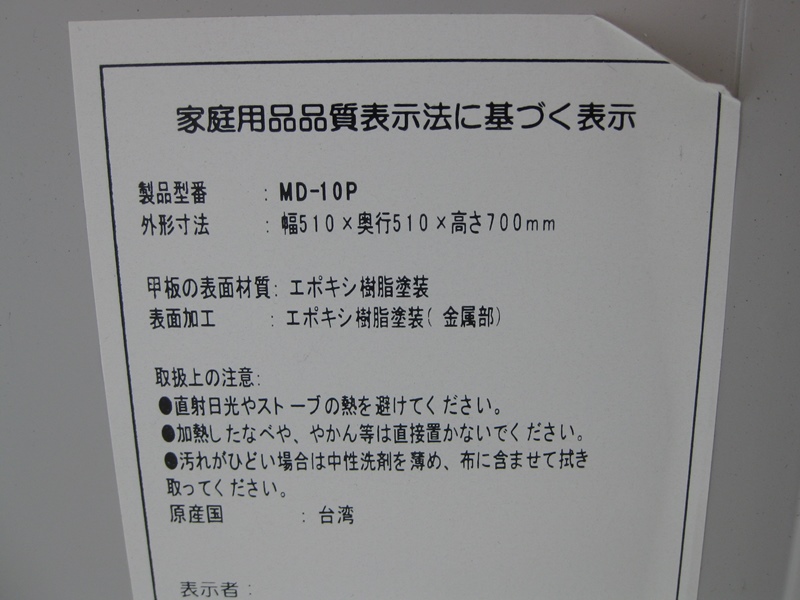 家庭用品品質表示法に基づく表示
製品型番 : MD-10P
外形寸法 : 幅510×奥行510×高さ700mm
甲板の表面材質: エポキシ樹脂塗装
表面加工 : エポキシ樹脂塗装(金属部)
取扱上の注意:
●直射日光やストーブの熱を避けてください。
●加熱したなべや、やかん等は直接置かないでください。
●汚れがひどい場合は中性洗剤を薄め、布に含ませて拭き
取ってください。
原産国 : 台湾
表示者: